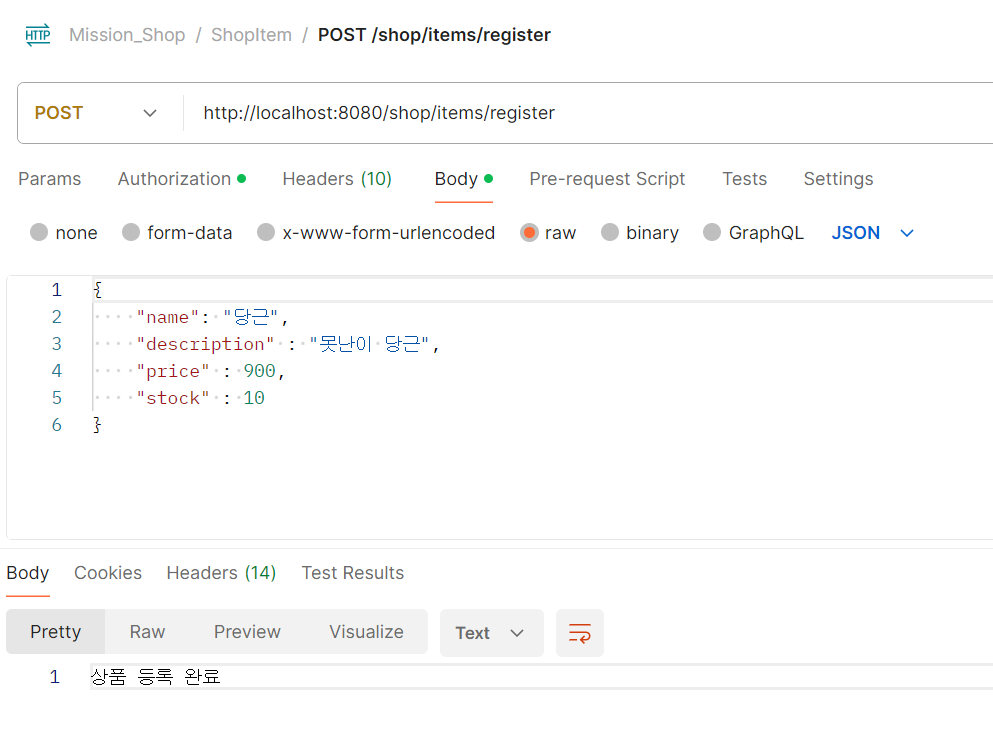 HTTP Mission_Shop / ShopItem / POST /shop/items/register
POST http://localhost:8080/shop/items/register
Params Authorization Headers (10) Body Pre-request Script Tests Settings
none form-data x-www-form-urlencoded raw binary GraphQL JSON
1 {
2 "name": "당근",
3 "description" : "못난이 당근",
4 "price" : 900,
5 "stock" : 10
6 }
Body Cookies Headers (14) Test Results
Pretty Raw Preview Visualize Text
1 상품 등록 완료